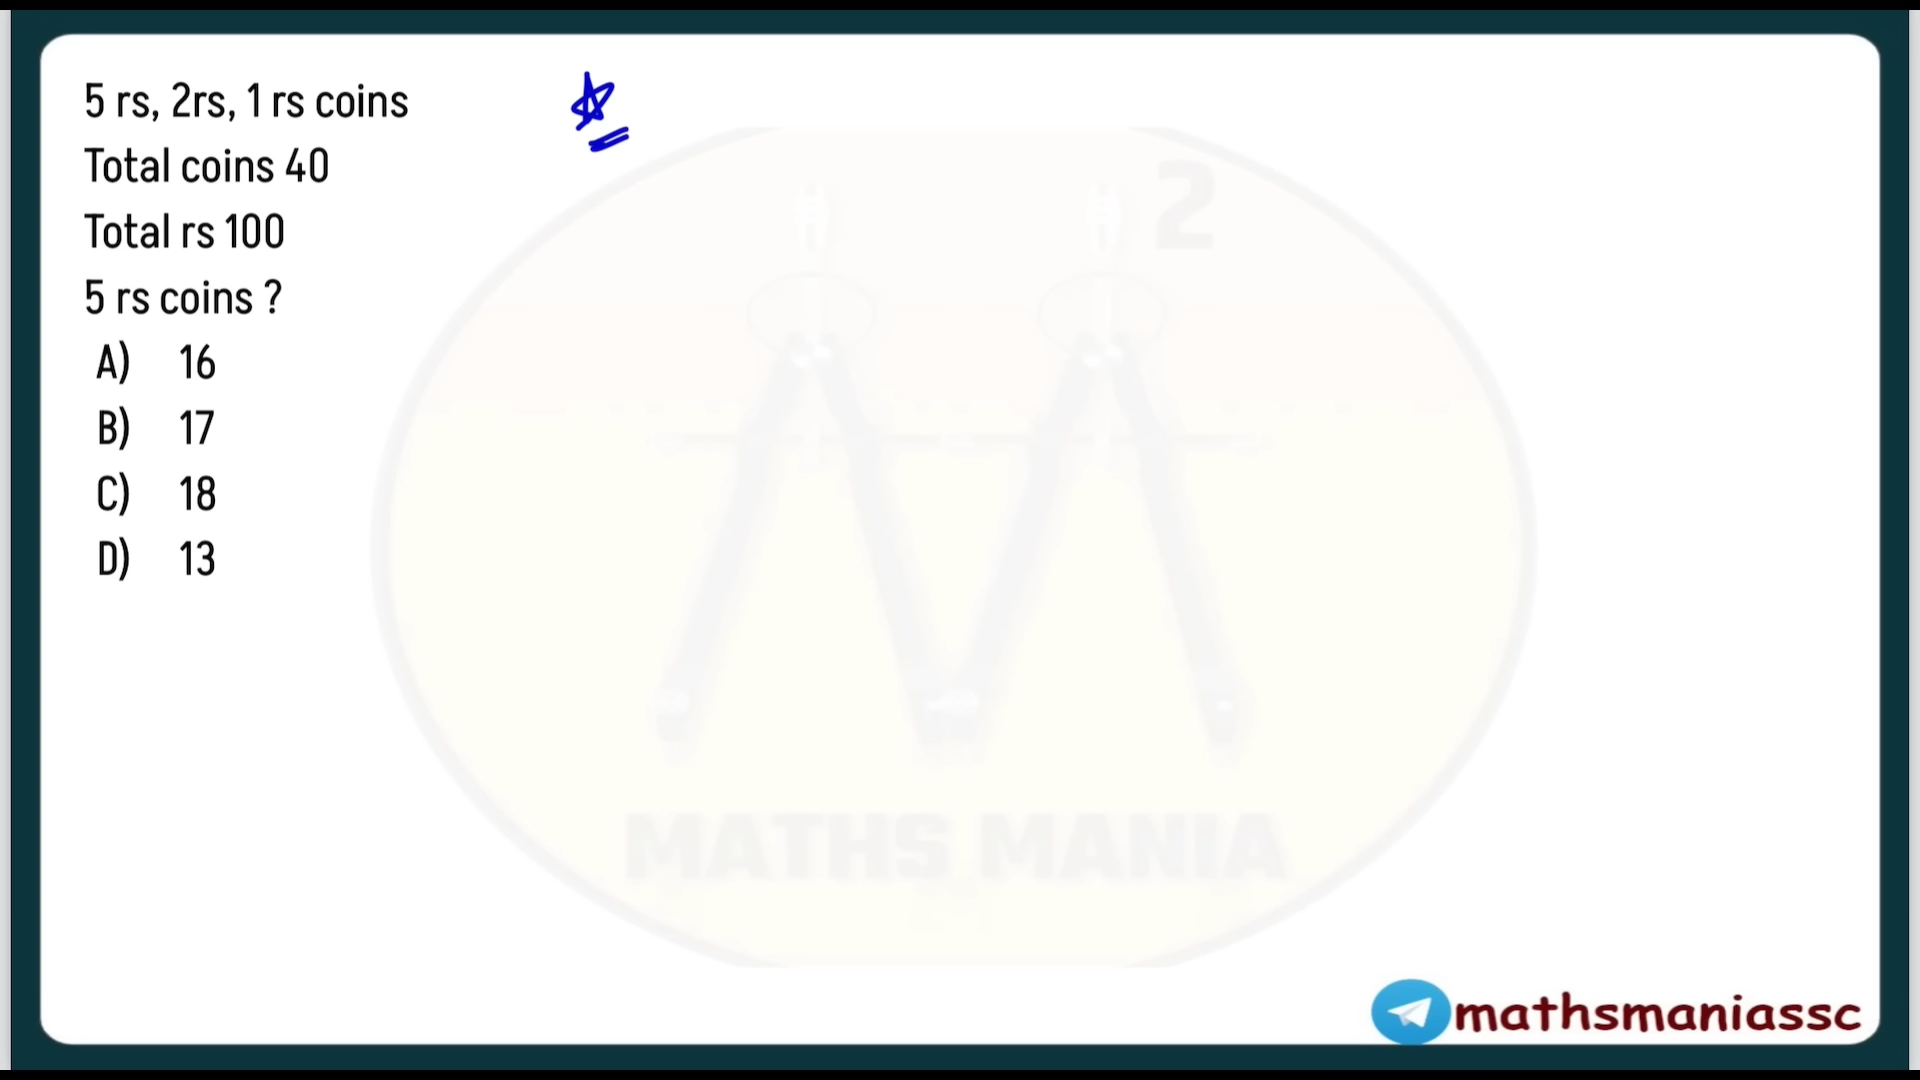 5 rs, 2rs, 1 rs coins
Total coins 40
Total rs 100
5 rs coins ?
A) 16
B) 17
C) 18
D) 13
2
MATHS MANIA
mathsmaniassc